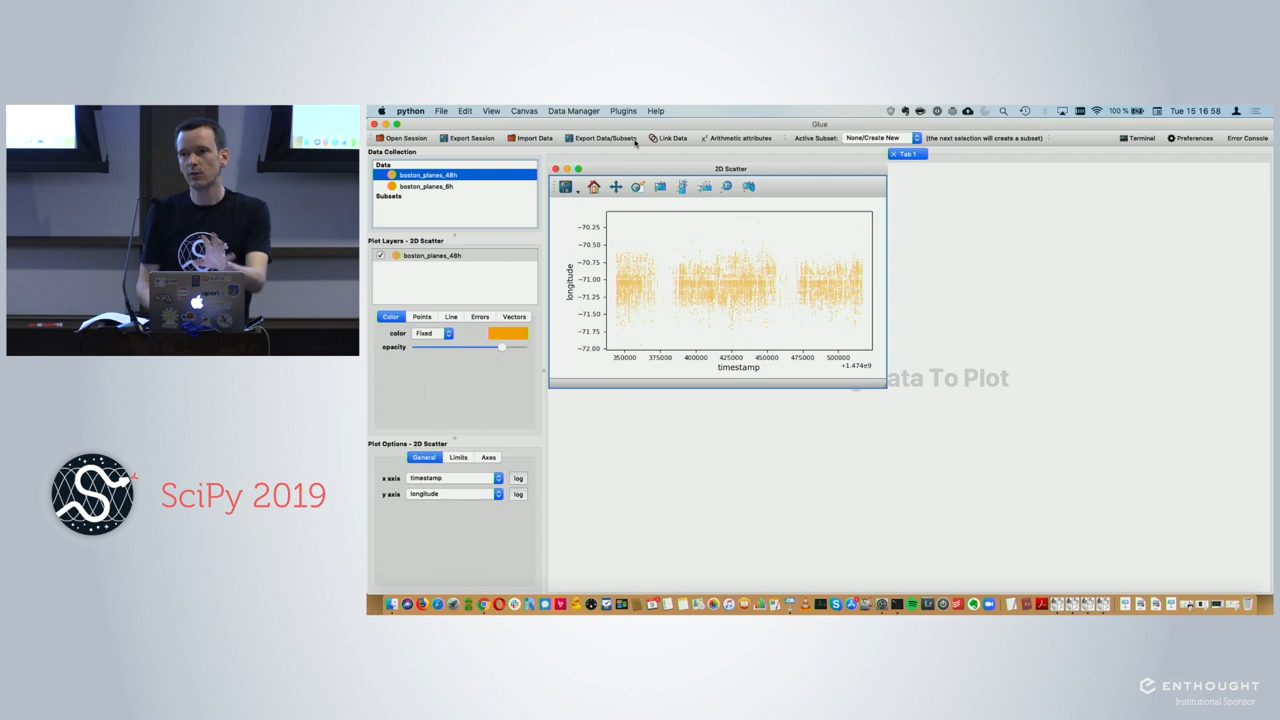 python File Edit View Canvas Data Manager Plugins Help
100 % Tue 15 16 58
Glue
Open Session Export Session Import Data Export Data/Subsets Link Data Arithmetic attributes Active Subset: None/Create New (the next selection will create a subset) Terminal Preferences Error Console
Data Collection
Tab 1
Data
boston_planes_48h
boston_planes_6h
Subsets
2D Scatter
Plot Layers - 2D Scatter
boston_planes_48h
Color Points Line Errors Vectors
color Fixed
opacity
−70.25
−70.50
−70.75
−71.00
−71.25
−71.50
−71.75
−72.00
longitude
350000 375000 400000 425000 450000 475000 500000
+1.474e9
timestamp
ata To Plot
Plot Options - 2D Scatter
General Limits Axes
x axis timestamp log
y axis longitude log
SciPy 2019
ENTHOUGHT
Institutional Sponsor